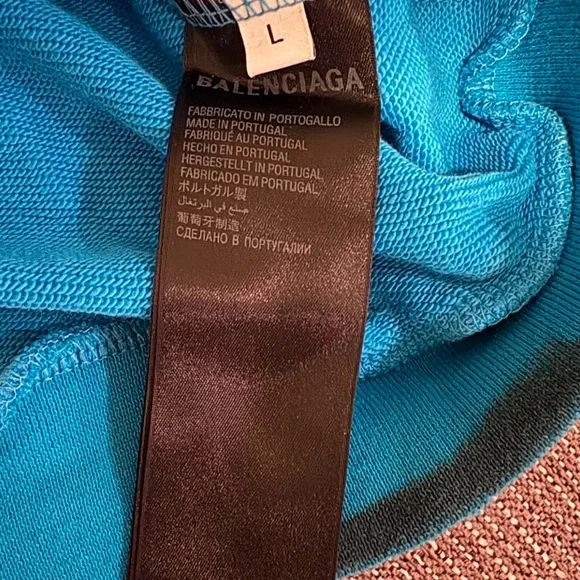 L
BALENCIAGA
FABBRICATO IN PORTOGALLO
MADE IN PORTUGAL
FABRIQUÉ AU PORTUGAL
HECHO EN PORTUGAL
HERGESTELLT IN PORTUGAL
FABRICADO EM PORTUGAL
ポルトガル製
صنع في البرتغال
葡萄牙制造
СДЕЛАНО В ПОРТУГАЛИИ